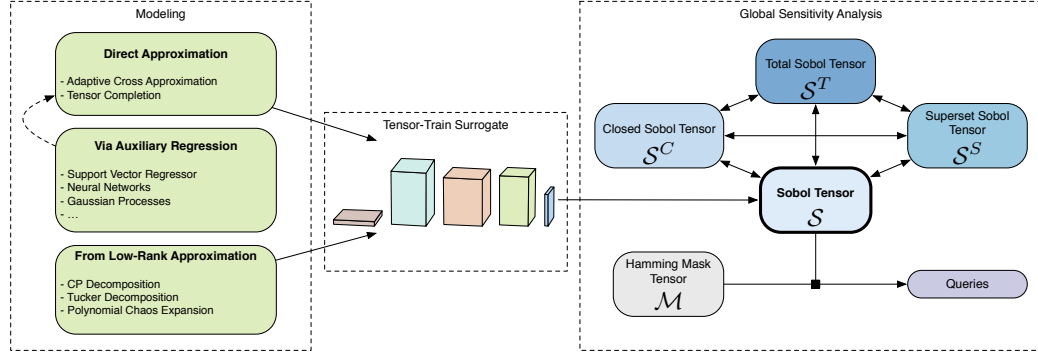 Modeling
Direct Approximation
- Adaptive Cross Approximation
- Tensor Completion
Via Auxiliary Regression
- Support Vector Regressor
- Neural Networks
- Gaussian Processes
- ...
From Low-Rank Approximation
- CP Decomposition
- Tucker Decomposition
- Polynomial Chaos Expansion
Tensor-Train Surrogate
Global Sensitivity Analysis
Total Sobol Tensor
S^T
Closed Sobol Tensor
S^C
Superset Sobol
Tensor
S^S
Sobol Tensor
S
Hamming Mask
Tensor
M
Queries